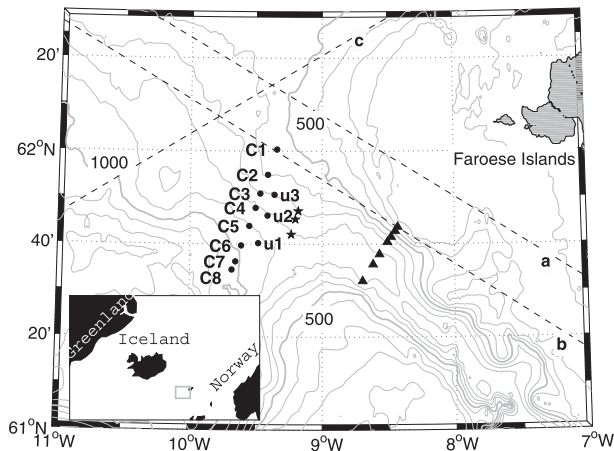 20'
c
500
62°N
C1
1000
Faroese Islands
C2
C3
u3
C4
u2
C5
40'
C6
u1
C7
C8
a
Greenland
Iceland
Norway
500
20'
b
61°N
11°W
10°W
9°W
8°W
7°W